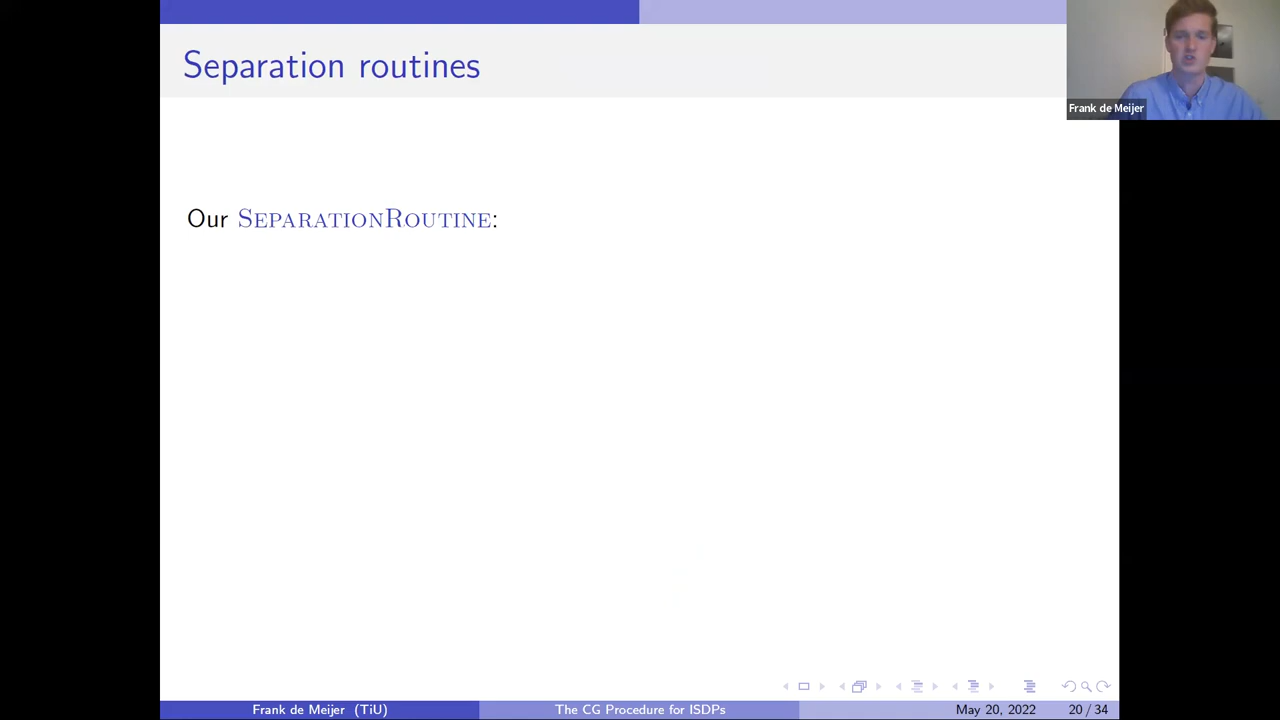 Separation routines
Frank de Meijer
Our SeparationRoutine:
Frank de Meijer (TiU)
The CG Procedure for ISDPs
May 20, 2022
20 / 34